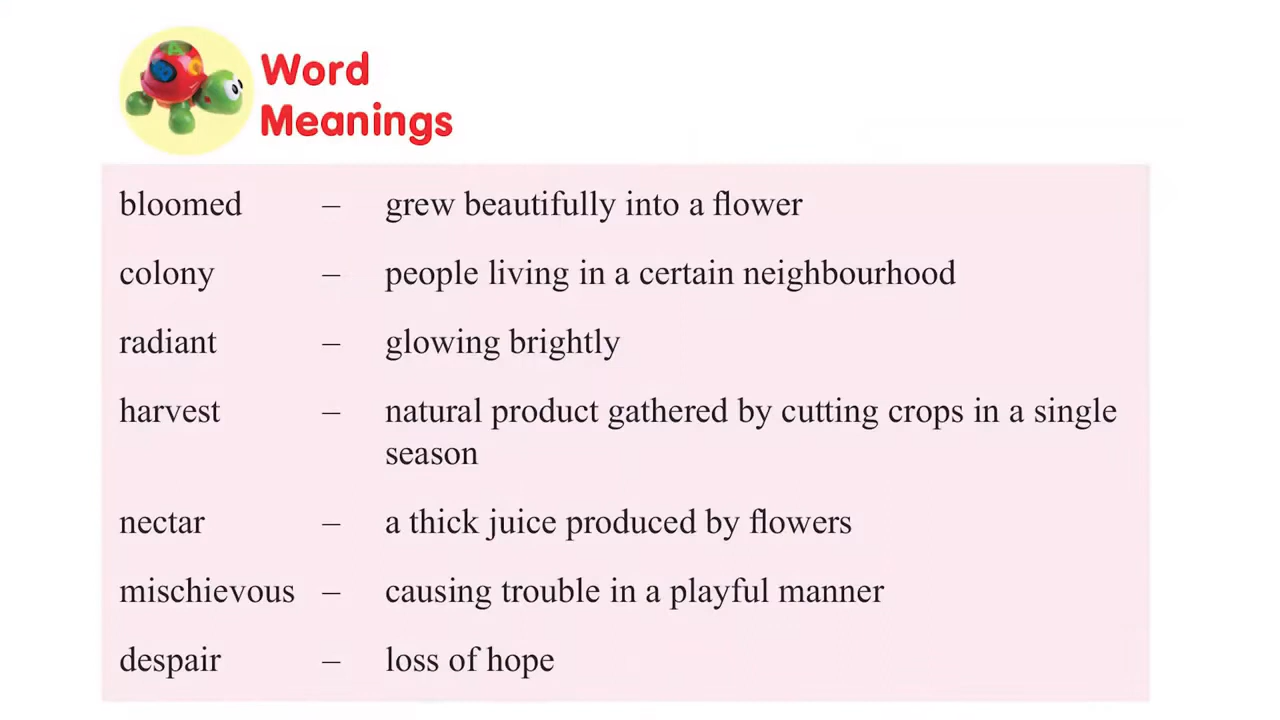 Word
Meanings
bloomed – grew beautifully into a flower
colony – people living in a certain neighbourhood
radiant – glowing brightly
harvest – natural product gathered by cutting crops in a single
season
nectar – a thick juice produced by flowers
mischievous – causing trouble in a playful manner
despair – loss of hope